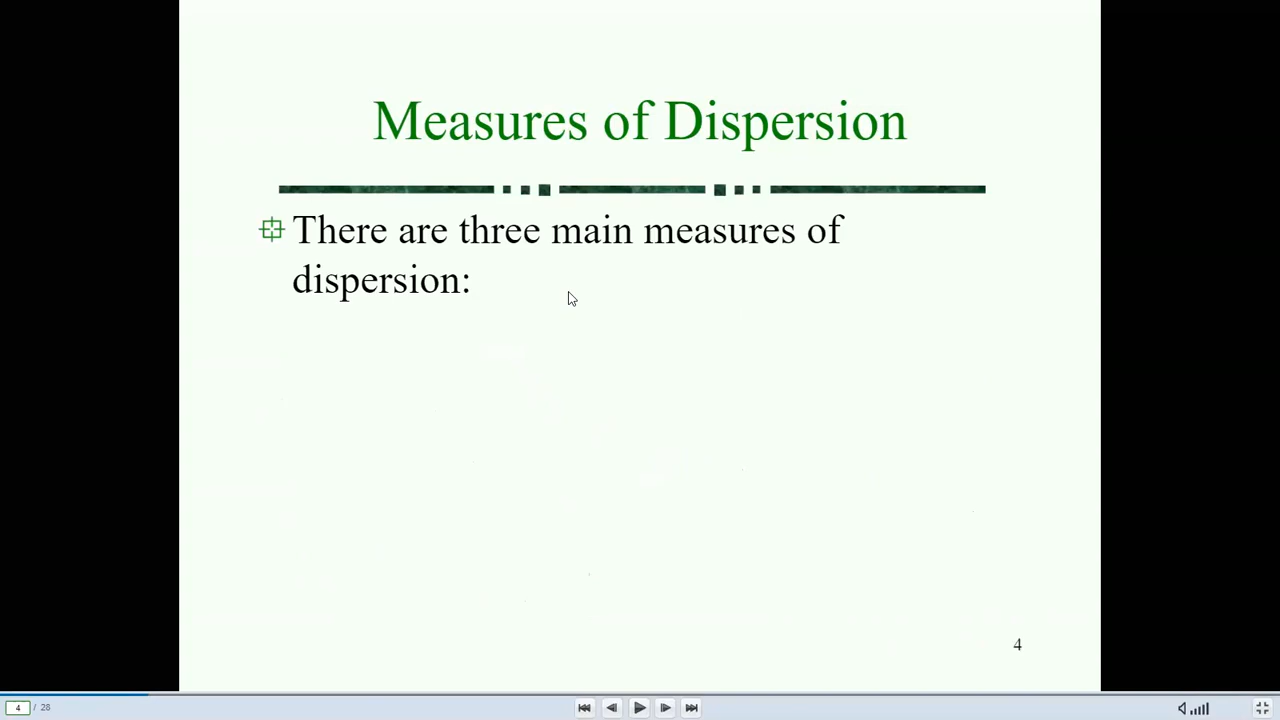 Measures of Dispersion
There are three main measures of
dispersion:
4
4 / 28